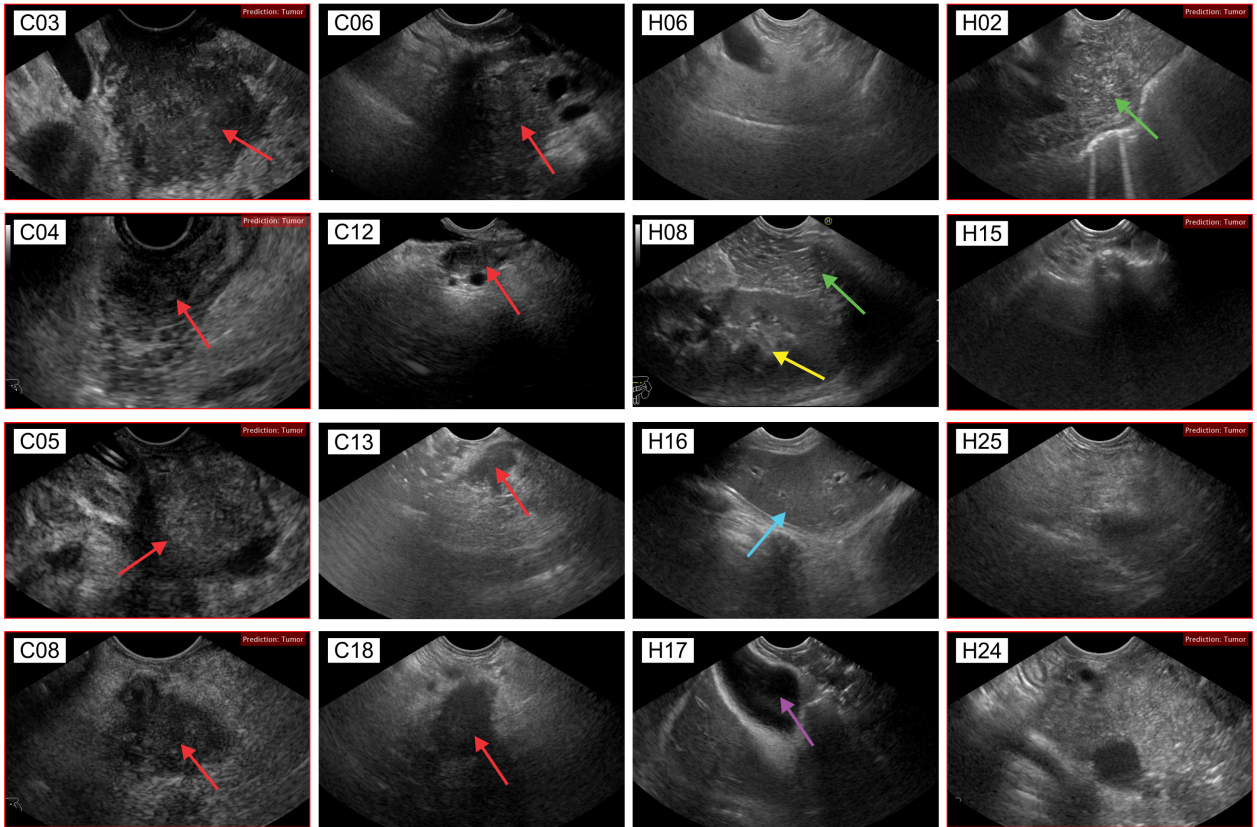 C03
Prediction: Tumor
C06
H06
H02
Prediction: Tumor
C04
Prediction: Tumor
C12
H08
H15
Prediction: Tumor
C05
Prediction: Tumor
C13
H16
H25
Prediction: Tumor
C08
Prediction: Tumor
C18
H17
H24
Prediction: Tumor